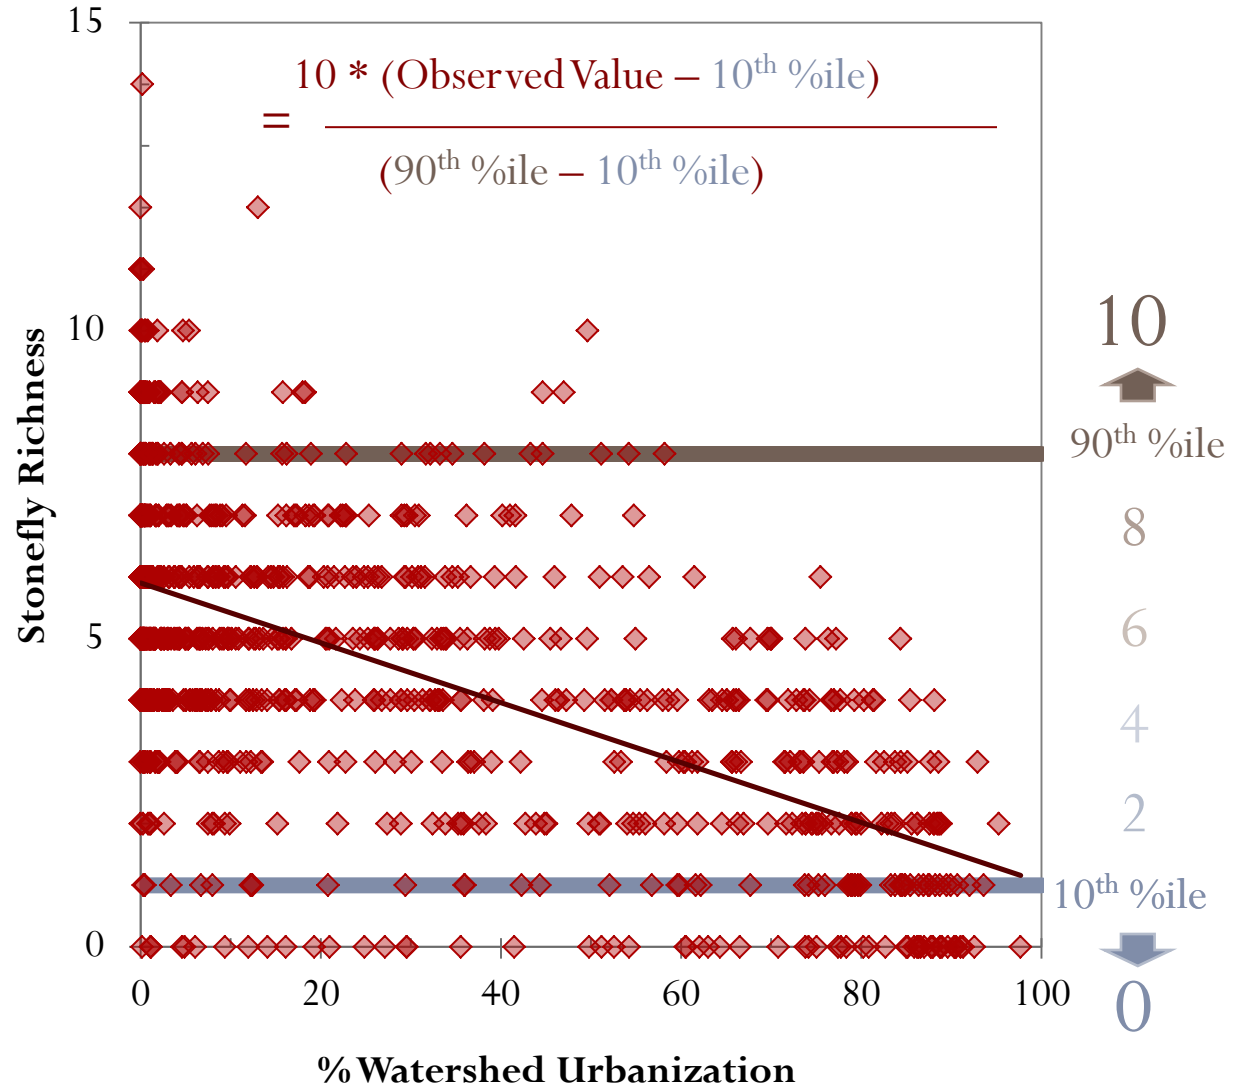 15
10 * (Observed Value – 10th %ile)
=
(90th %ile – 10th %ile)
10
10
90th %ile
8
Stonefly Richness
6
5
4
2
10th %ile
0
0
0 20 40 60 80 100
% Watershed Urbanization